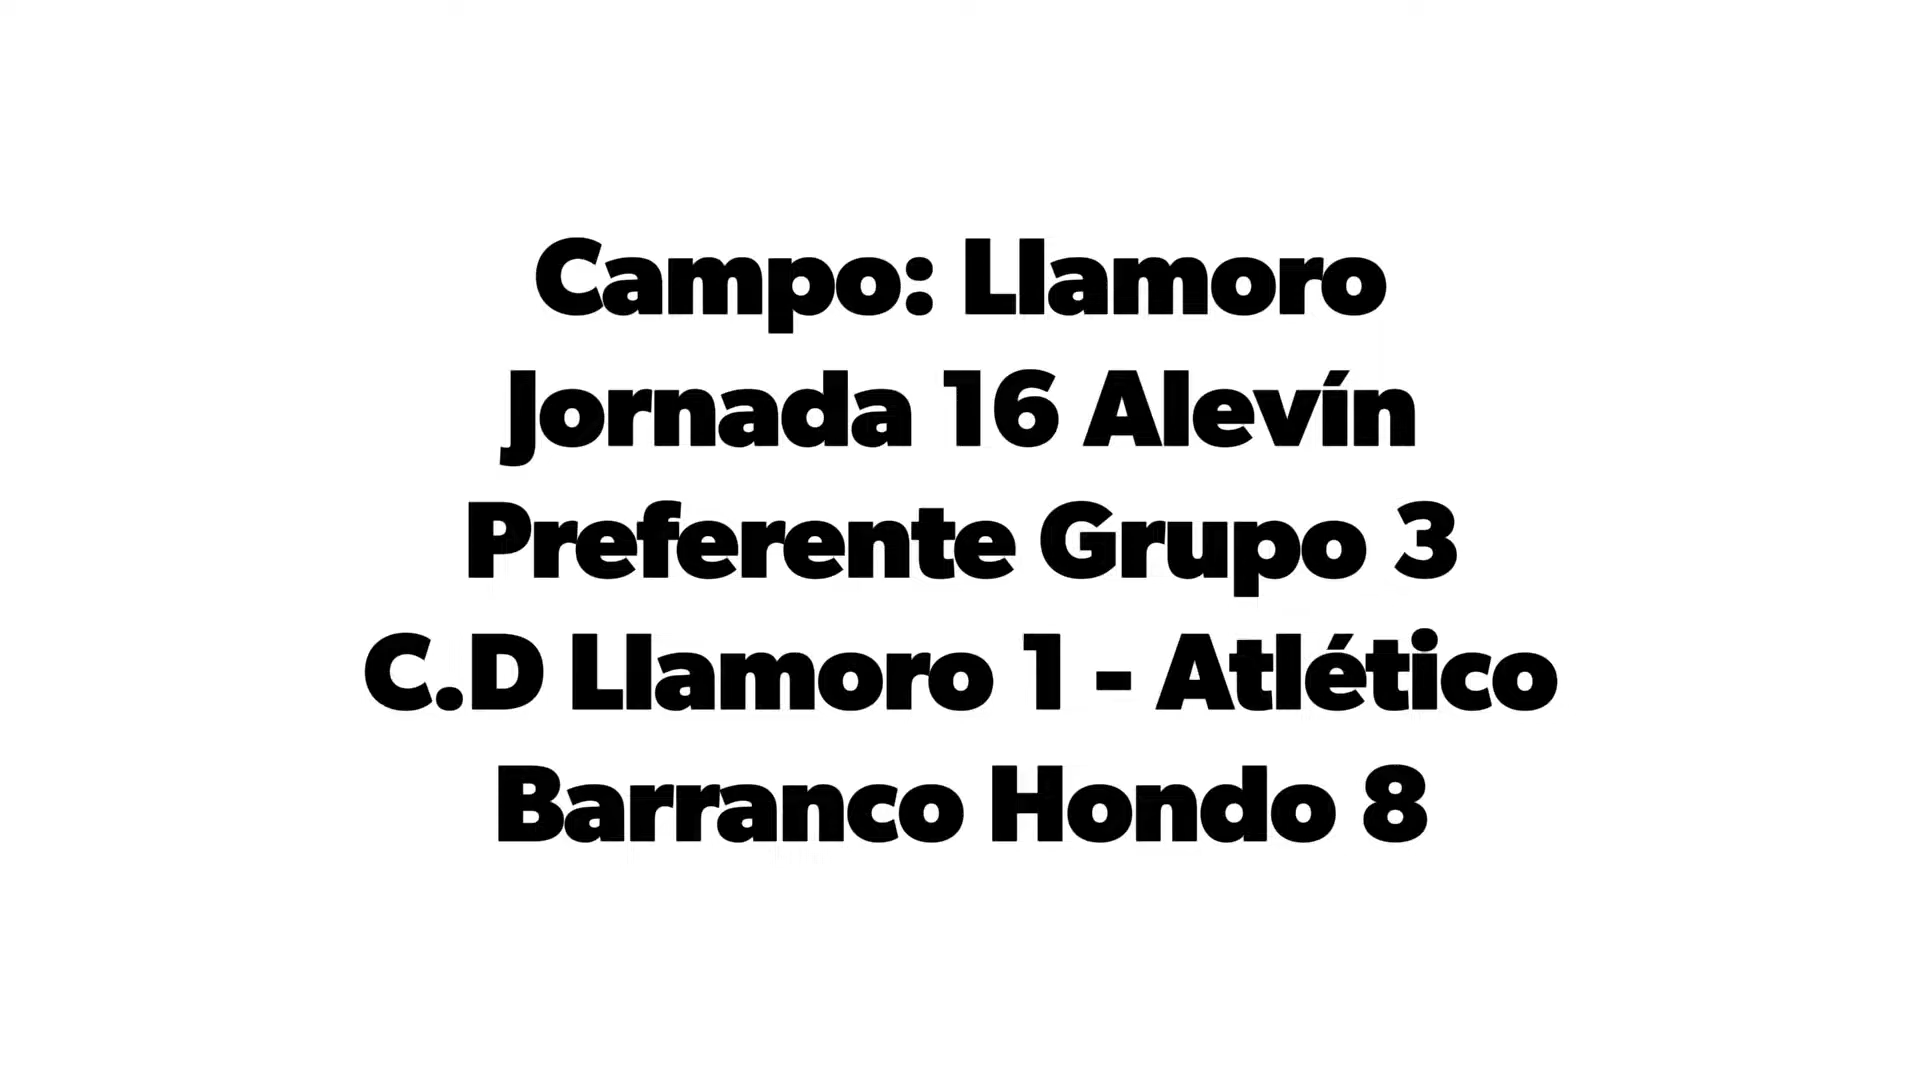 Campo: Llamoro
Jornada 16 Alevín
Preferente Grupo 3
C.D Llamoro 1 - Atlético
Barranco Hondo 8